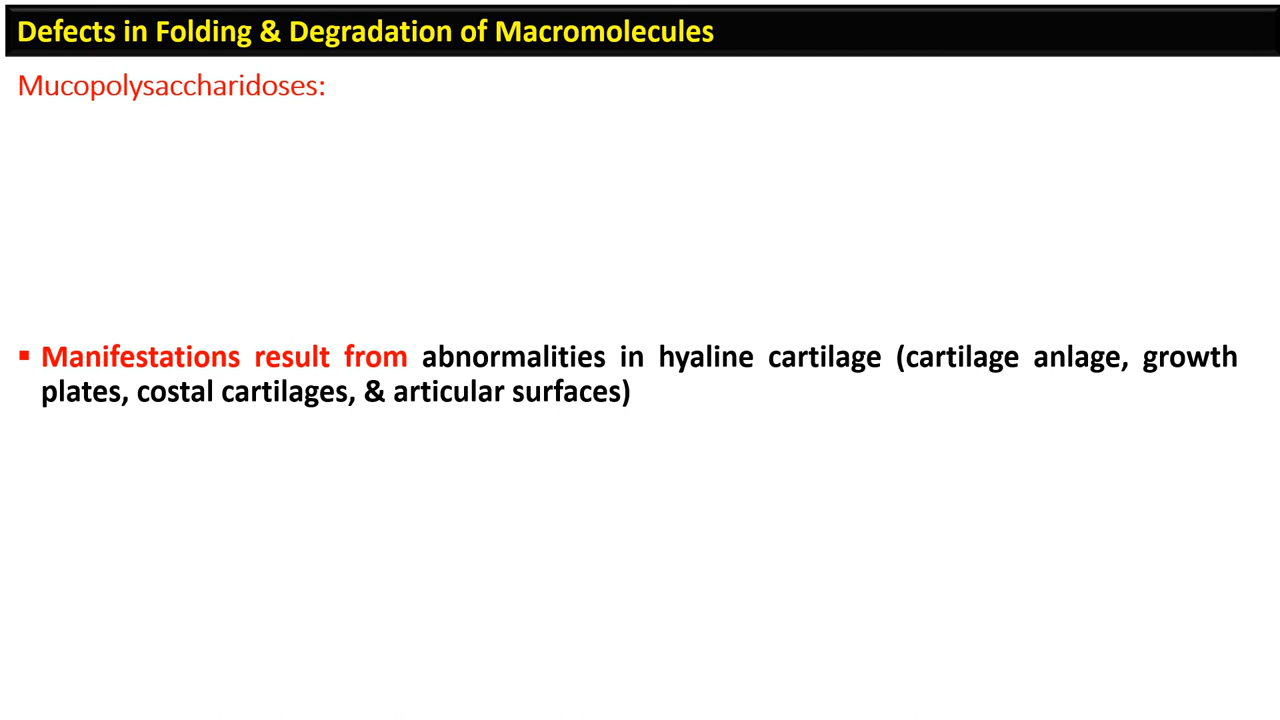 Defects in Folding & Degradation of Macromolecules
Mucopolysaccharidoses:
▪ Manifestations result from abnormalities in hyaline cartilage (cartilage anlage, growth
plates, costal cartilages, & articular surfaces)